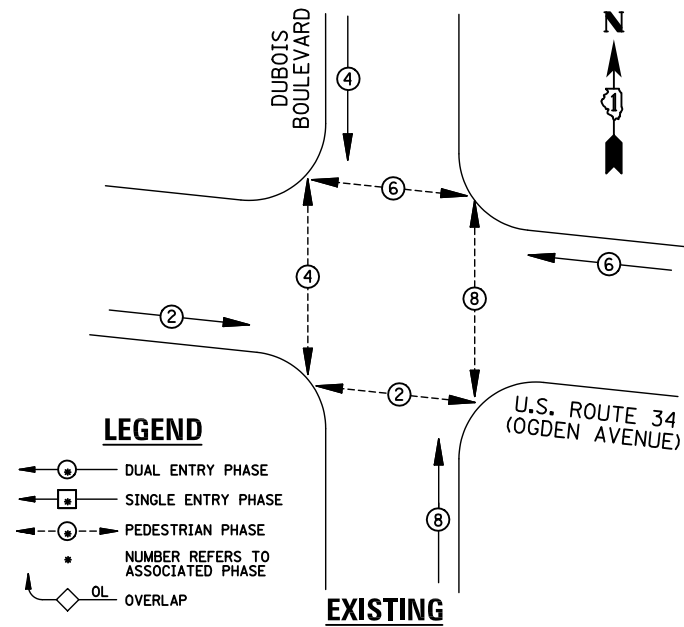 DUBOIS
BOULEVARD
4
N
1
6
6
4
8
2
2
U.S. ROUTE 34
(OGDEN AVENUE)
8
LEGEND
* DUAL ENTRY PHASE
* SINGLE ENTRY PHASE
* PEDESTRIAN PHASE
* NUMBER REFERS TO
ASSOCIATED PHASE
OL OVERLAP
EXISTING